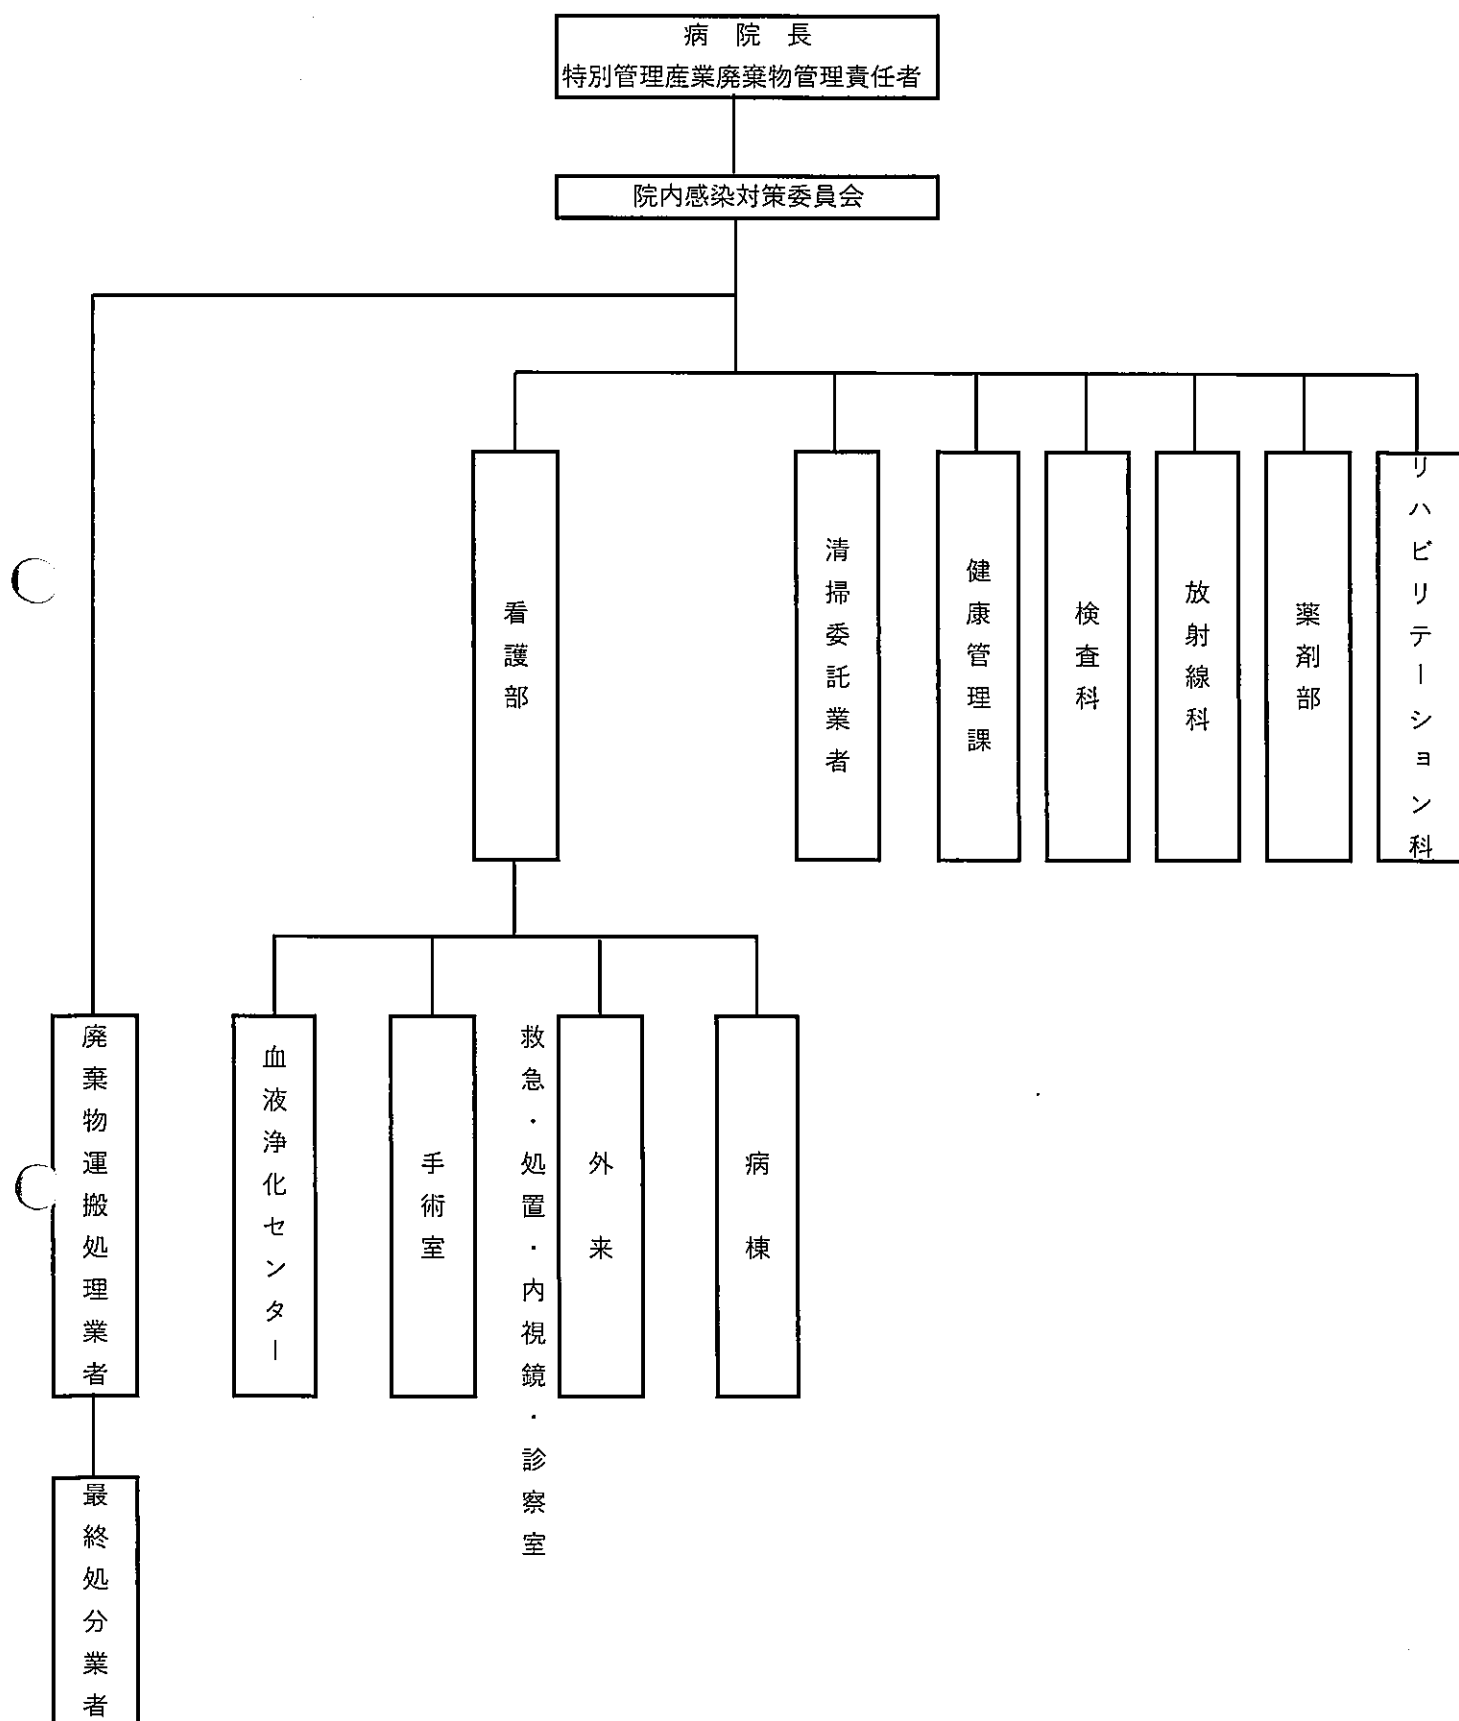 病院長
特別管理産業廃棄物管理責任者
院内感染対策委員会
看護部
清掃委託業者
健康管理課
検査科
放射線科
薬剤部
リハビリテーション科
廃棄物運搬処理業者
血液浄化センター
手術室
救急・処置・内視鏡・診察室
外来
病棟
最終処分業者